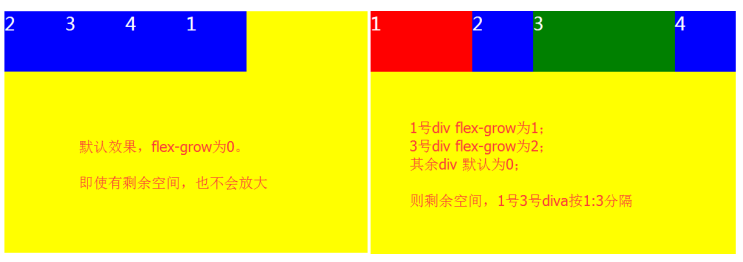 2 3 4 1
默认效果，flex-grow为0。
即使有剩余空间，也不会放大
1 2 3 4
1号div flex-grow为1；
3号div flex-grow为2；
其余div 默认为0；
则剩余空间，1号3号diva按1:3分隔